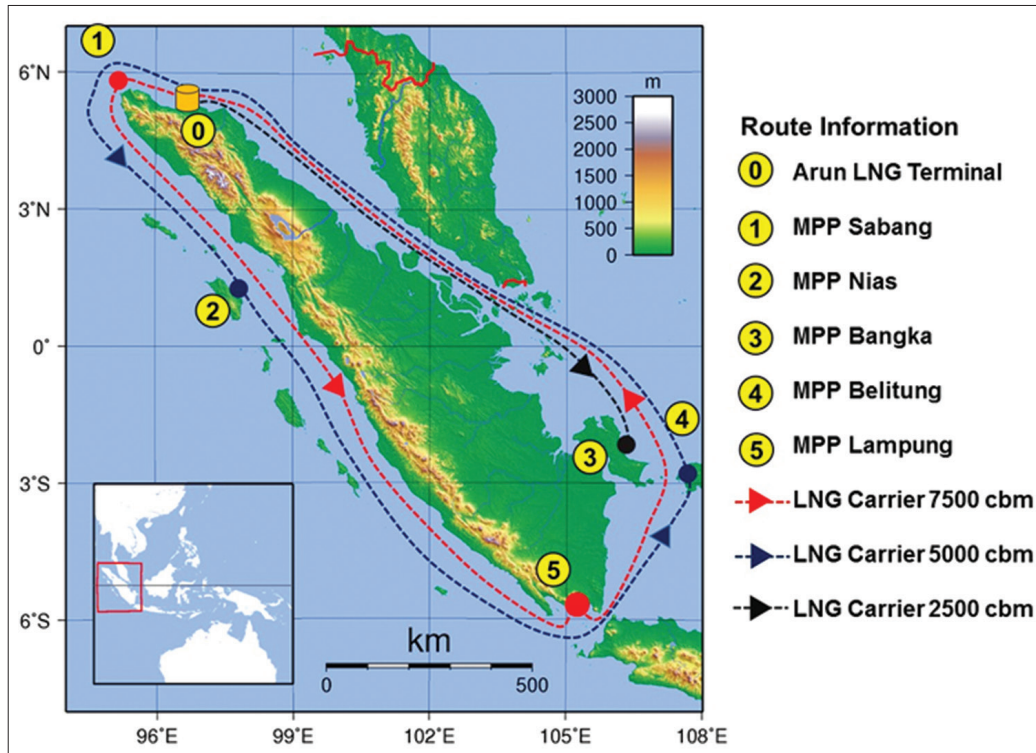 1
6°N
0
m
3000
2500
2000
1500
1000
500
0
3°N
2
0°
4
3
3°S
5
6°S
km
0
500
96°E
99°E
102°E
105°E
108°E
Route Information
0 Arun LNG Terminal
1 MPP Sabang
2 MPP Nias
3 MPP Bangka
4 MPP Belitung
5 MPP Lampung
LNG Carrier 7500 cbm
LNG Carrier 5000 cbm
LNG Carrier 2500 cbm